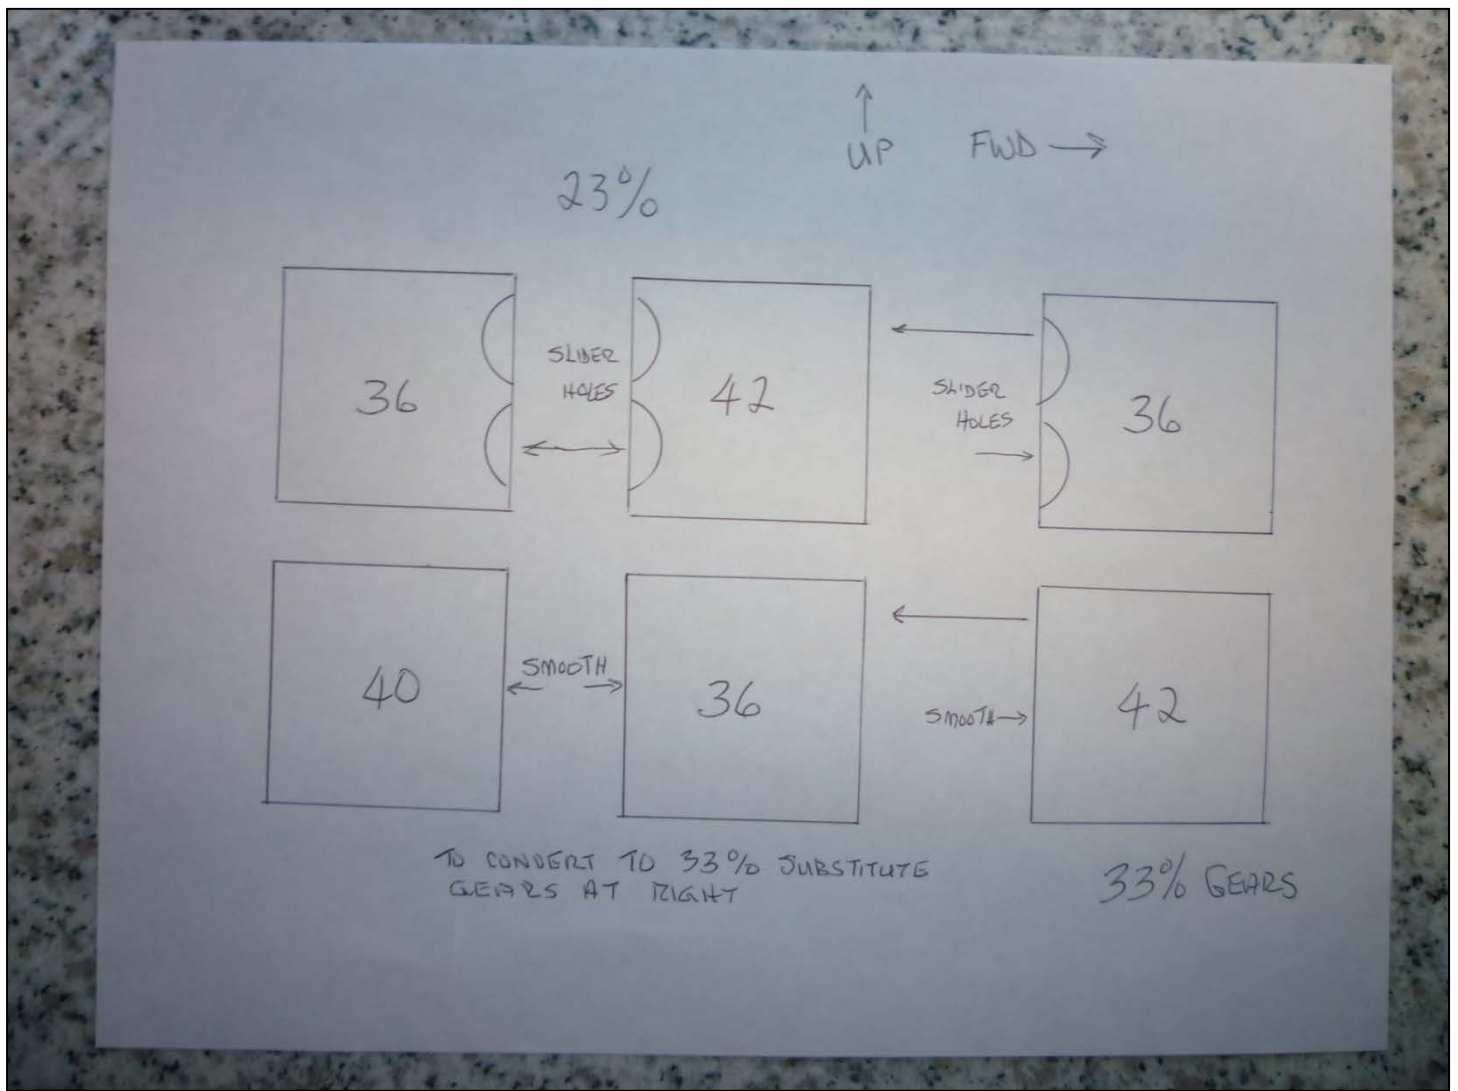 UP FWD
23%
36 SLIDER HOLES 42 SLIDER HOLES 36
40 SMOOTH 36 SMOOTH 42
TO CONVERT TO 33% SUBSTITUTE
GEARS AT RIGHT
33% GEARS